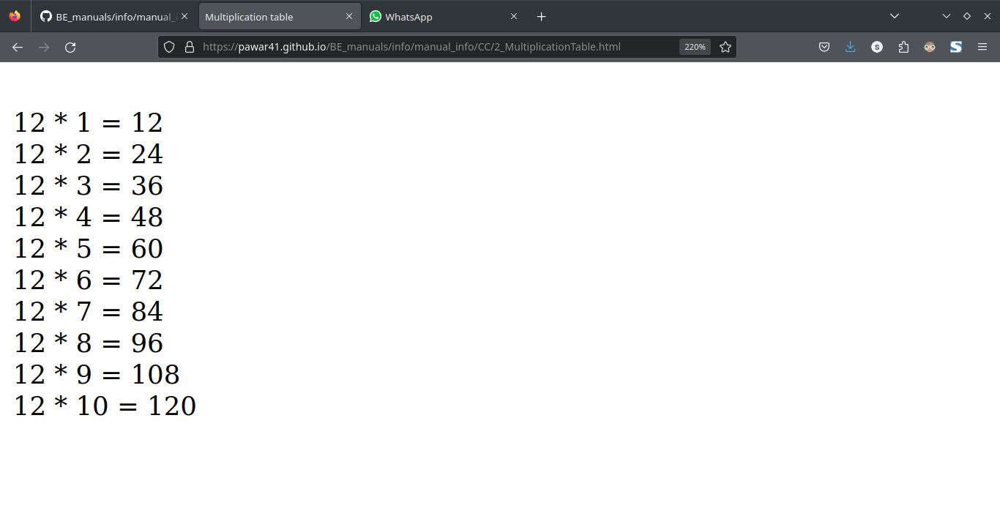 BE_manuals/info/manual_i
Multiplication table
WhatsApp
https://pawar41.github.io/BE_manuals/info/manual_info/CC/2_MultiplicationTable.html
220%
S
S
12 * 1 = 12
12 * 2 = 24
12 * 3 = 36
12 * 4 = 48
12 * 5 = 60
12 * 6 = 72
12 * 7 = 84
12 * 8 = 96
12 * 9 = 108
12 * 10 = 120